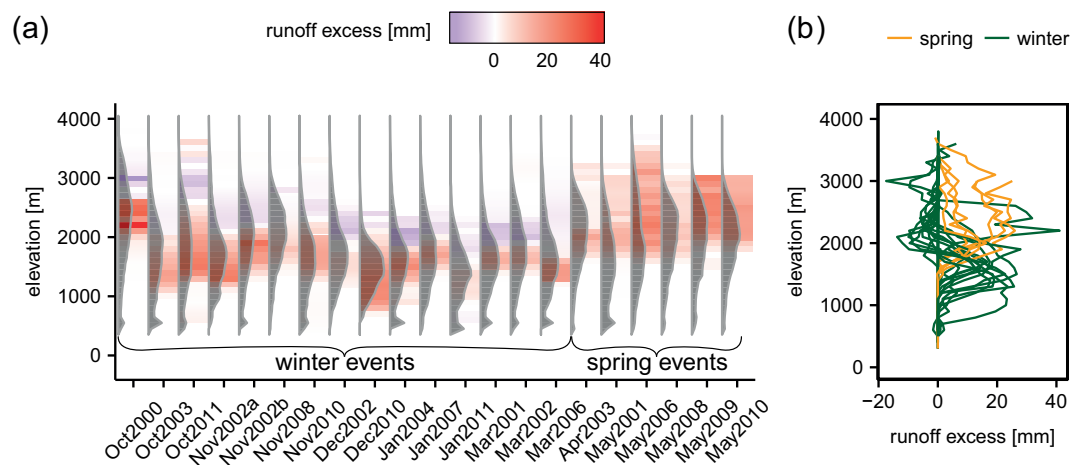 (a)
runoff excess [mm]
0 20 40
elevation [m]
4000
3000
2000
1000
0
winter events
spring events
Oct2000
Oct2003
Oct2011
Nov2002a
Nov2002b
Nov2008
Nov2010
Dec2002
Dec2010
Jan2004
Jan2007
Jan2011
Mar2001
Mar2002
Mar2006
Apr2003
May2001
May2006
May2008
May2009
May2010
(b)
spring winter
elevation [m]
4000
3000
2000
1000
0
−20 0 20 40
runoff excess [mm]